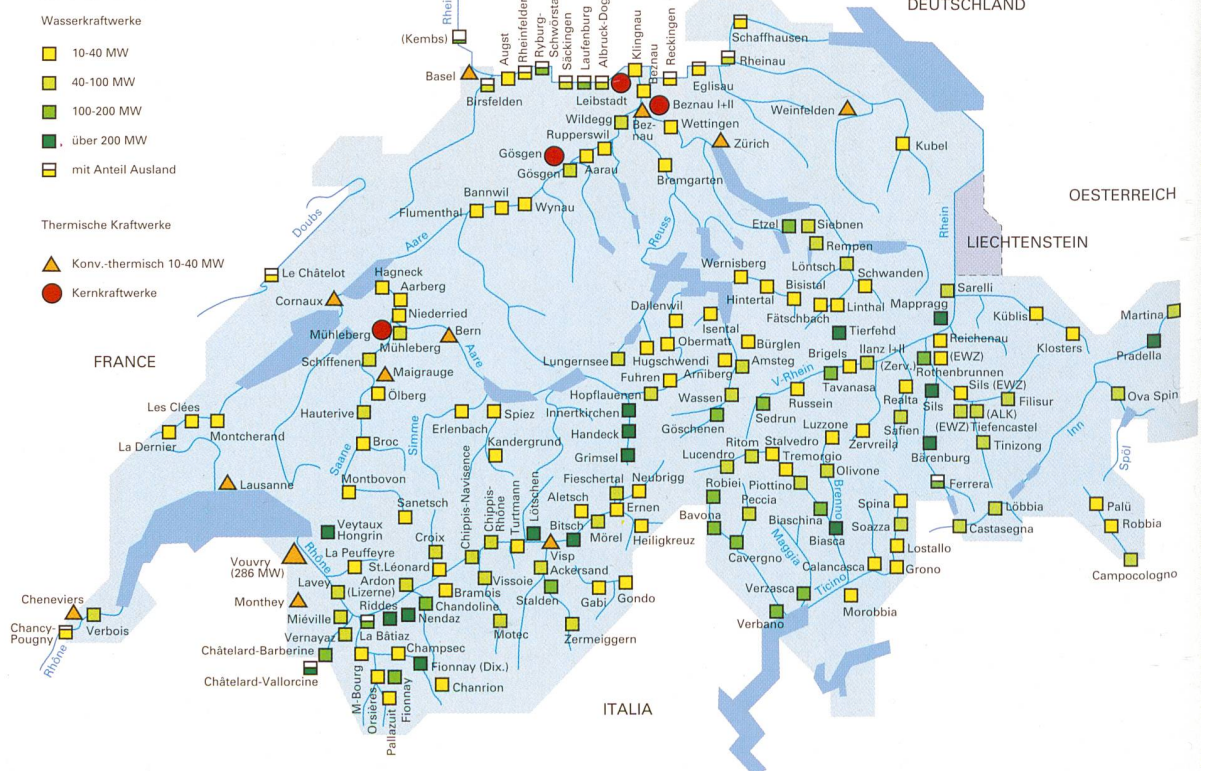 Wasserkraftwerke
10-40 MW
40-100 MW
100-200 MW
über 200 MW
mit Anteil Ausland
Thermische Kraftwerke
Konv.-thermisch 10-40 MW
Kernkraftwerke
DEUTSCHLAND
OESTERREICH
LIECHTENSTEIN
FRANCE
ITALIA
(Kembs)
Basel
Birsfelden
Augst
Rheinfelden
Ryburg-
Schwörsta
Säckingen
Laufenburg
Albruck-Dog
Klingnau
Beznau
Reckingen
Schaffhausen
Rheinau
Eglisau
Leibstadt
Beznau I+II
Wildegg
Bez-
nau
Wettingen
Weinfelden
Rupperswil
Zürich
Kubel
Gösgen
Gösgen
Aarau
Bremgarten
Bannwil
Flumenthal
Wynau
Doubs
Aare
Reuss
Rhein
Etzel
Siebnen
Rempen
Le Châtelot
Hagneck
Aarberg
Cornaux
Niederried
Mühleberg
Mühleberg
Bern
Aare
Schiffenen
Maigrauge
Ölberg
Hauterive
Wernisberg
Löntsch
Schwanden
Hintertal
Bisistal
Fätschbach
Linthal
Mappragg
Sarelli
Küblis
Martina
Dallenwil
Isental
Tierfehd
Klosters
Pradella
Obermatt
Bürglen
Lungernsee
Hugschwendi
Arniberg
Amsteg
Brigels
Ilanz I+II
(Zerv.)
Reichenau
(EWZ)
Rothenbrunnen
V-Rhein
Tavanasa
Fuhren
Hopflauenen
Wassen
Russein
Realta
Sils
Sils (EWZ)
Filisur
Ova Spin
Innertkirchen
Göschenen
Sedrun
Safien
(ALK)
(EWZ)
Tiefencastel
Inn
Spöl
Handeck
Luzzone
Zervreila
Bärenburg
Tinizong
Grimsel
Ritom
Stalvedro
Lucendro
Tremorgio
Olivone
Les Clées
La Dernier
Montcherand
Erlenbach
Spiez
Simme
Kandergrund
Broc
Saane
Montbovon
Lausanne
Sanetsch
Chippis-Navisence
Chippis-
Rhône
Turtmann
Lötschen
Fieschertal
Neubrigg
Aletsch
Ernen
Bitsch
Mörel
Heiligkreuz
Robiei
Piottino
Peccia
Brenno
Ferrera
Löbbia
Palü
Bavona
Biaschina
Spina
Soazza
Castasegna
Robbia
Biasca
Cavergno
Maggia
Lostallo
Calancasca
Grono
Campocologno
Verzasca
Ticino
Morobbia
Verbano
Veytaux
Hongrin
Rhône
Vouvry
(286 MW)
La Peuffeyre
Croix
St.Léonard
Visp
Ackersand
Lavey
Ardon
(Lizerne)
Vissoie
Bramois
Stalden
Gabi
Gondo
Monthey
Riddes
Chandoline
Nendaz
Miéville
Vernayaz
La Bâtiaz
Motec
Zermeiggern
Châtelard-Barberine
Champsec
Fionnay (Dix.)
Châtelard-Vallorcine
Chanrion
M-Bourg
Orsières
Pallazuit
Fionnay
Cheneviers
Verbois
Chancy-
Pougny
Rhône